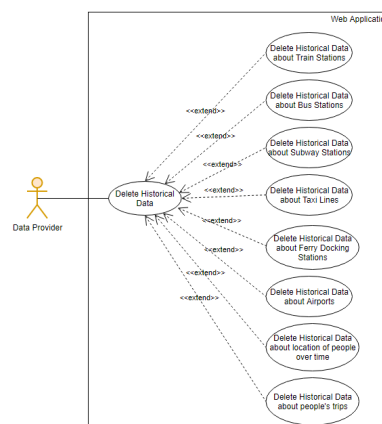 Web Applicatio
Delete Historical Data
about Train Stations
<<extend>>
Delete Historical Data
about Bus Stations
<<extend>>
Delete Historical Data
about Subway Stations
<<extend>>
Delete Historical Data
about Taxi Lines
<<extend>>
Data Provider
Delete Historical
Data
Delete Historical Data
about Ferry Docking
Stations
<<extend>>
Delete Historical Data
about Airports
<<extend>>
Delete Historical Data
about location of people
over time
<<extend>>
Delete Historical Data
about people's trips
<<extend>>